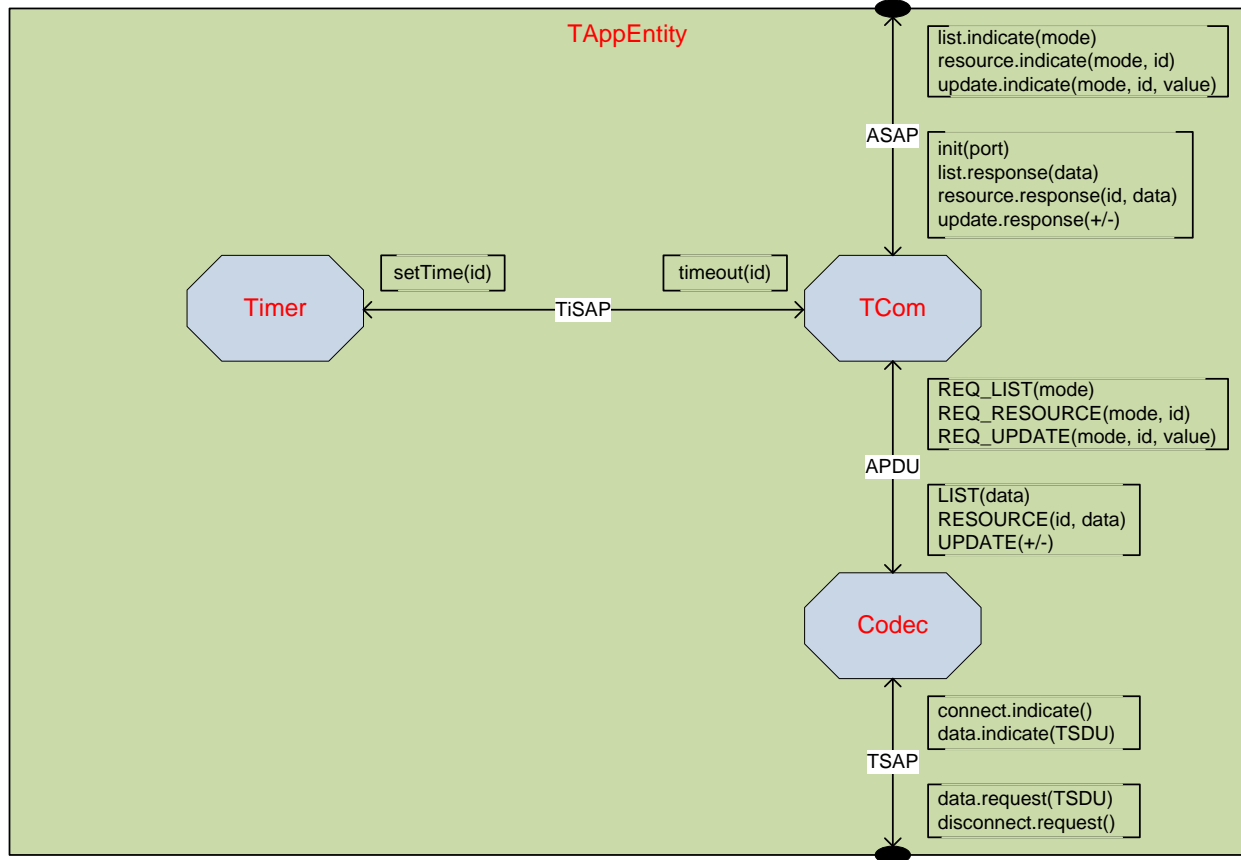 TAppEntity
list.indicate(mode)
resource.indicate(mode, id)
update.indicate(mode, id, value)
ASAP
init(port)
list.response(data)
resource.response(id, data)
update.response(+/-)
setTime(id)
timeout(id)
Timer
TiSAP
TCom
REQ_LIST(mode)
REQ_RESOURCE(mode, id)
REQ_UPDATE(mode, id, value)
APDU
LIST(data)
RESOURCE(id, data)
UPDATE(+/-)
Codec
connect.indicate()
data.indicate(TSDU)
TSAP
data.request(TSDU)
disconnect.request()